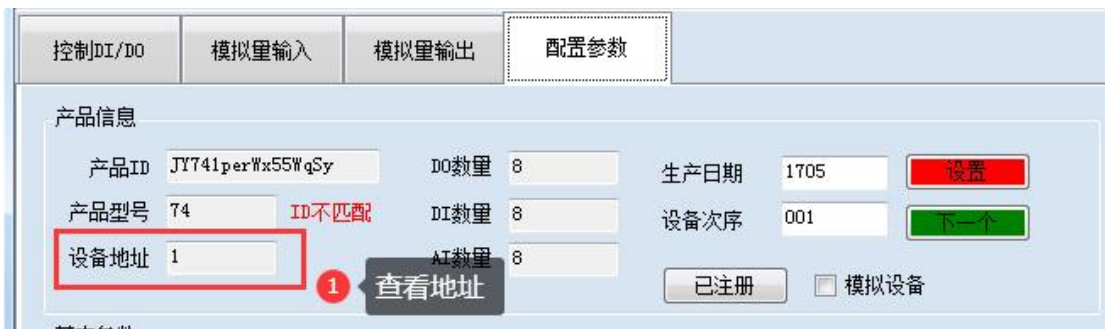 控制DI/DO 模拟量输入 模拟量输出 配置参数
产品信息
产品ID JY741perWx55WqSy DO数量 8 生产日期 1705 设置
产品型号 74 ID不匹配 DI数量 8 设备次序 001 下一个
设备地址 1 AI数量 8
1 查看地址 已注册 模拟设备